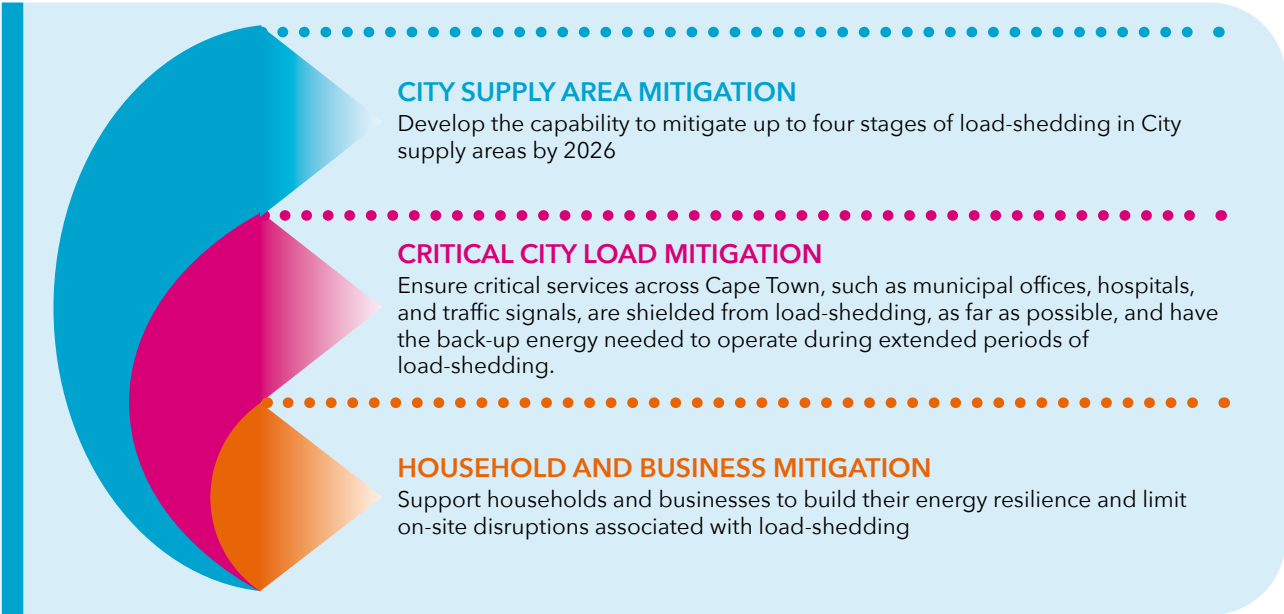 CITY SUPPLY AREA MITIGATION
Develop the capability to mitigate up to four stages of load-shedding in City
supply areas by 2026
CRITICAL CITY LOAD MITIGATION
Ensure critical services across Cape Town, such as municipal offices, hospitals,
and traffic signals, are shielded from load-shedding, as far as possible, and have
the back-up energy needed to operate during extended periods of
load-shedding.
HOUSEHOLD AND BUSINESS MITIGATION
Support households and businesses to build their energy resilience and limit
on-site disruptions associated with load-shedding